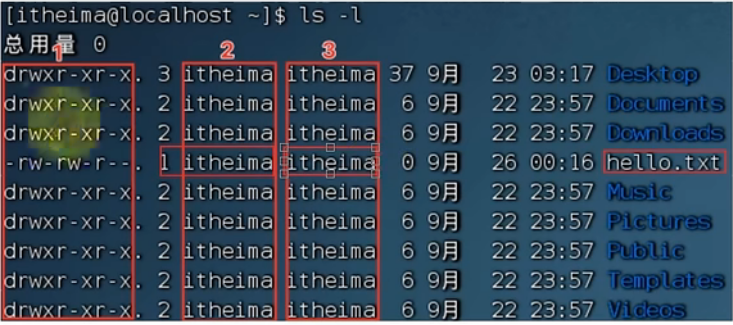 [itheima@localhost ~]$ ls -l
总用量 0
1 2 3
drwxr-xr-x. 3 itheima itheima 37 9月 23 03:17 Desktop
drwxr-xr-x. 2 itheima itheima 6 9月 22 23:57 Documents
drwxr-xr-x. 2 itheima itheima 6 9月 22 23:57 Downloads
-rw-rw-r--. 1 itheima itheima 0 9月 26 00:16 hello.txt
drwxr-xr-x. 2 itheima itheima 6 9月 22 23:57 Music
drwxr-xr-x. 2 itheima itheima 6 9月 22 23:57 Pictures
drwxr-xr-x. 2 itheima itheima 6 9月 22 23:57 Public
drwxr-xr-x. 2 itheima itheima 6 9月 22 23:57 Templates
drwxr-xr-x. 2 itheima itheima 6 9月 22 23:57 Videos